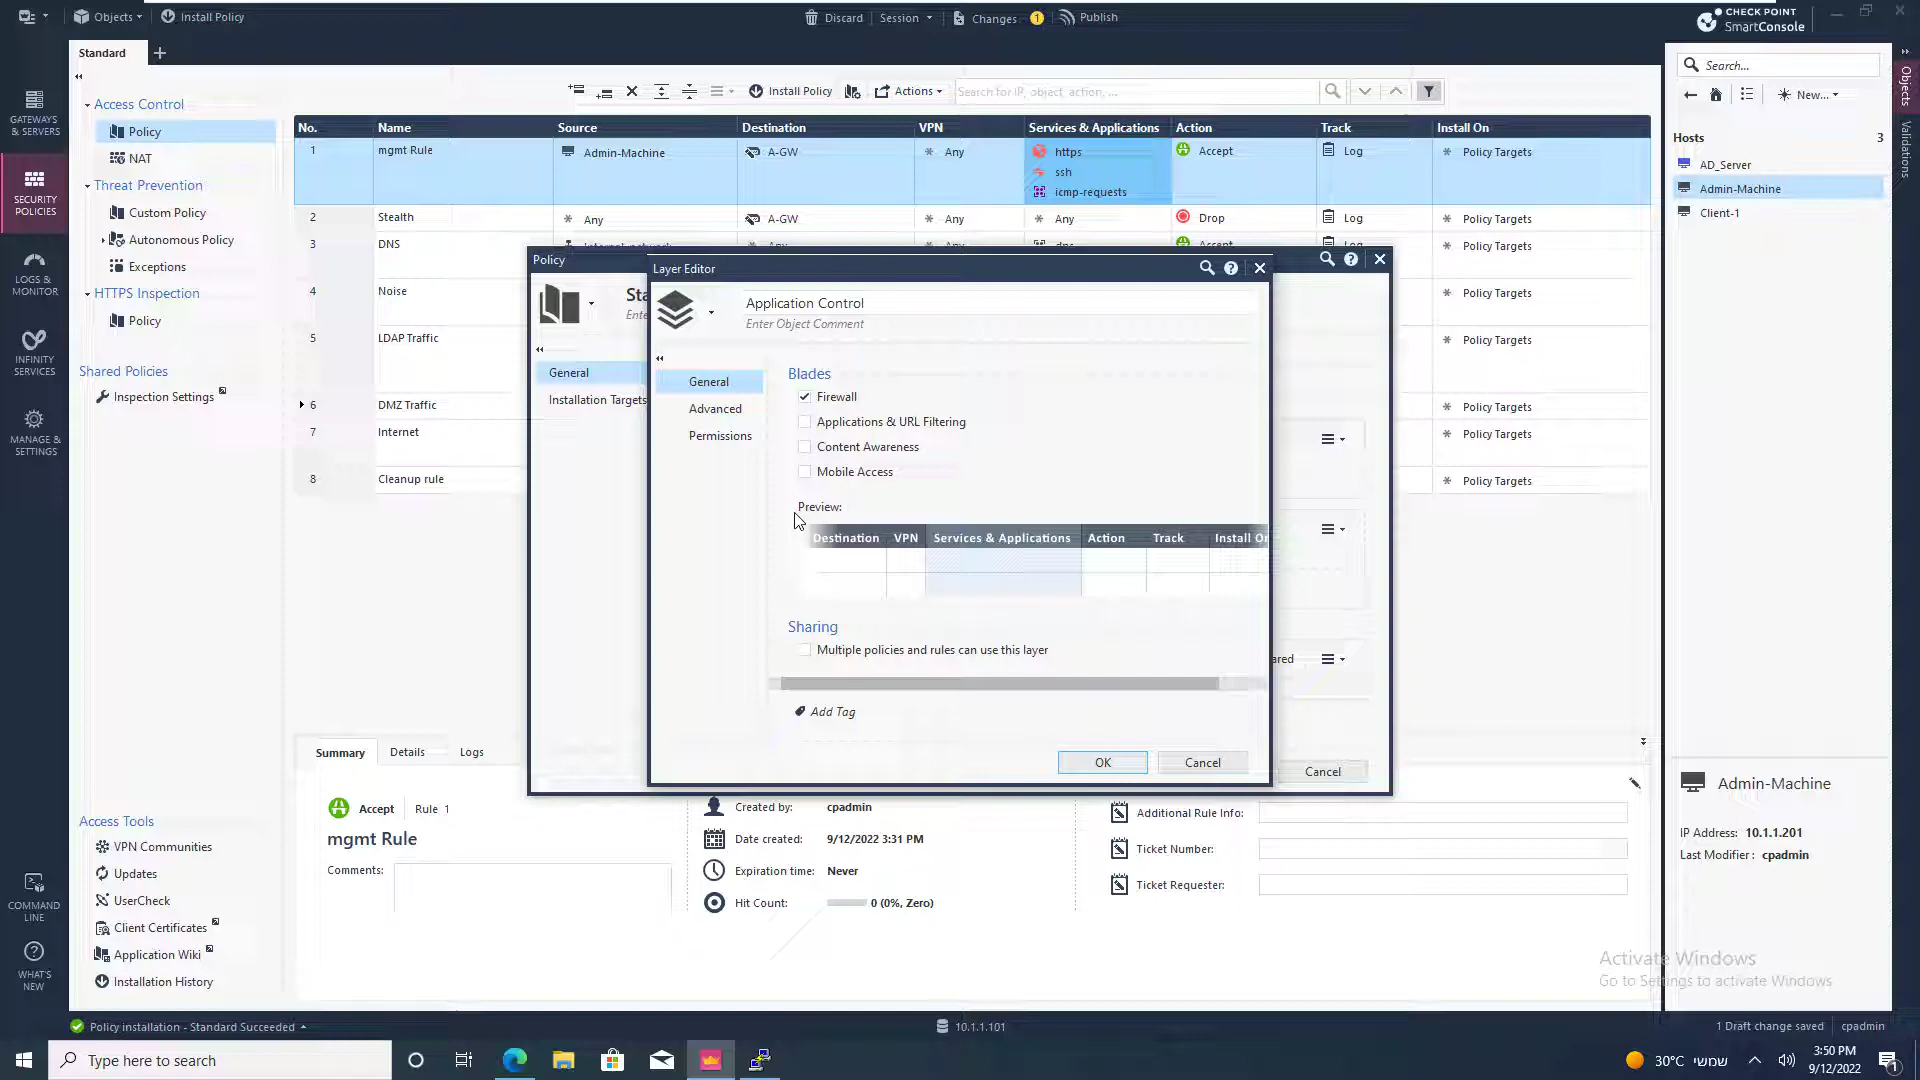 Objects
Install Policy
Discard
Session
Changes
1
Publish
CHECK POINT
SmartConsole
Standard
GATEWAYS
& SERVERS
SECURITY
POLICIES
LOGS &
MONITOR
INFINITY
SERVICES
MANAGE &
SETTINGS
COMMAND
LINE
WHAT'S
NEW
Access Control
Policy
NAT
Threat Prevention
Custom Policy
Autonomous Policy
Exceptions
HTTPS Inspection
Policy
Shared Policies
Inspection Settings
Access Tools
VPN Communities
Updates
UserCheck
Client Certificates
Application Wiki
Installation History
Install Policy
Actions
Search for IP, object, action, ...
No. Name Source Destination VPN Services & Applications Action Track Install On
1 mgmt Rule Admin-Machine A-GW Any https Accept Log Policy Targets
ssh
icmp-requests
2 Stealth Any A-GW Any Any Drop Log Policy Targets
3 DNS Policy Targets
4 Noise Policy Targets
5 LDAP Traffic Policy Targets
6 DMZ Traffic Policy Targets
7 Internet Policy Targets
8 Cleanup rule Policy Targets
Policy
Sta
Ente
General
Installation Targets
ared
Cancel
Layer Editor
Application Control
Enter Object Comment
General
Advanced
Permissions
Blades
Firewall
Applications & URL Filtering
Content Awareness
Mobile Access
Preview:
Destination VPN Services & Applications Action Track Install On
Sharing
Multiple policies and rules can use this layer
Add Tag
OK
Cancel
Summary
Details
Logs
Accept
Rule 1
mgmt Rule
Comments:
Created by: cpadmin
Date created: 9/12/2022 3:31 PM
Expiration time: Never
Hit Count: 0 (0%, Zero)
Additional Rule Info:
Ticket Number:
Ticket Requester:
Search...
New...
Hosts 3
AD_Server
Admin-Machine
Client-1
Objects
Validations
Admin-Machine
IP Address: 10.1.1.201
Last Modifier: cpadmin
Activate Windows
Go to Settings to activate Windows
Policy installation - Standard Succeeded
10.1.1.101
1 Draft change saved
cpadmin
Type here to search
30°C שמשי
3:50 PM
9/12/2022
1